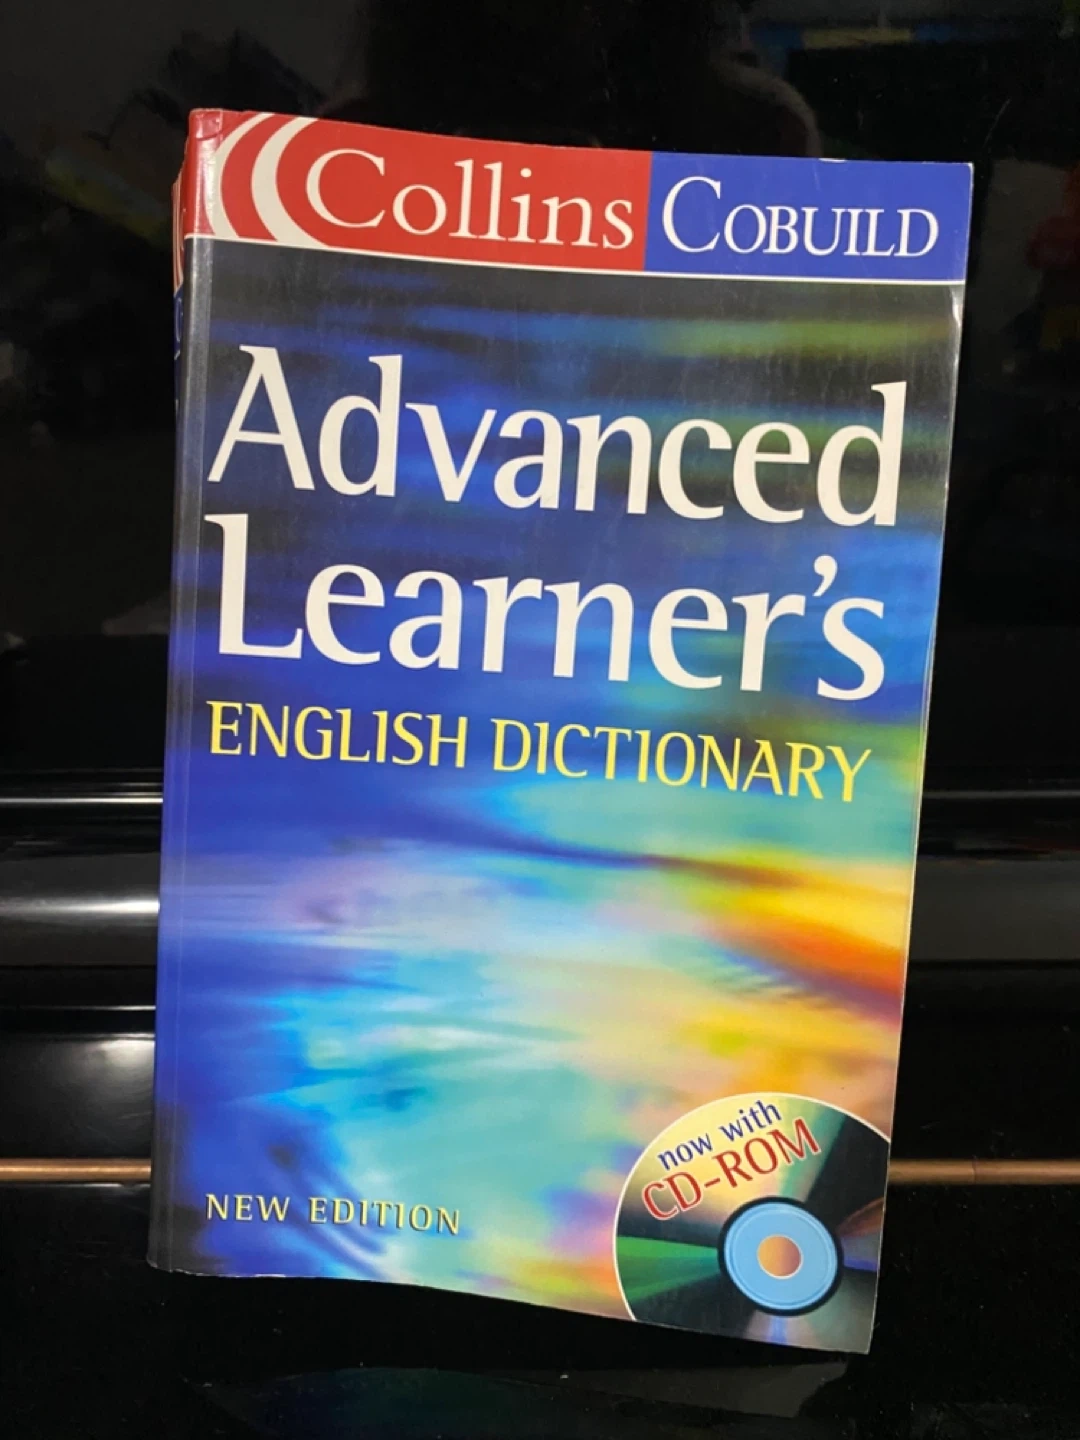 Collins COBUILD
Advanced
Learner's
ENGLISH DICTIONARY
now with
CD-ROM
NEW EDITION